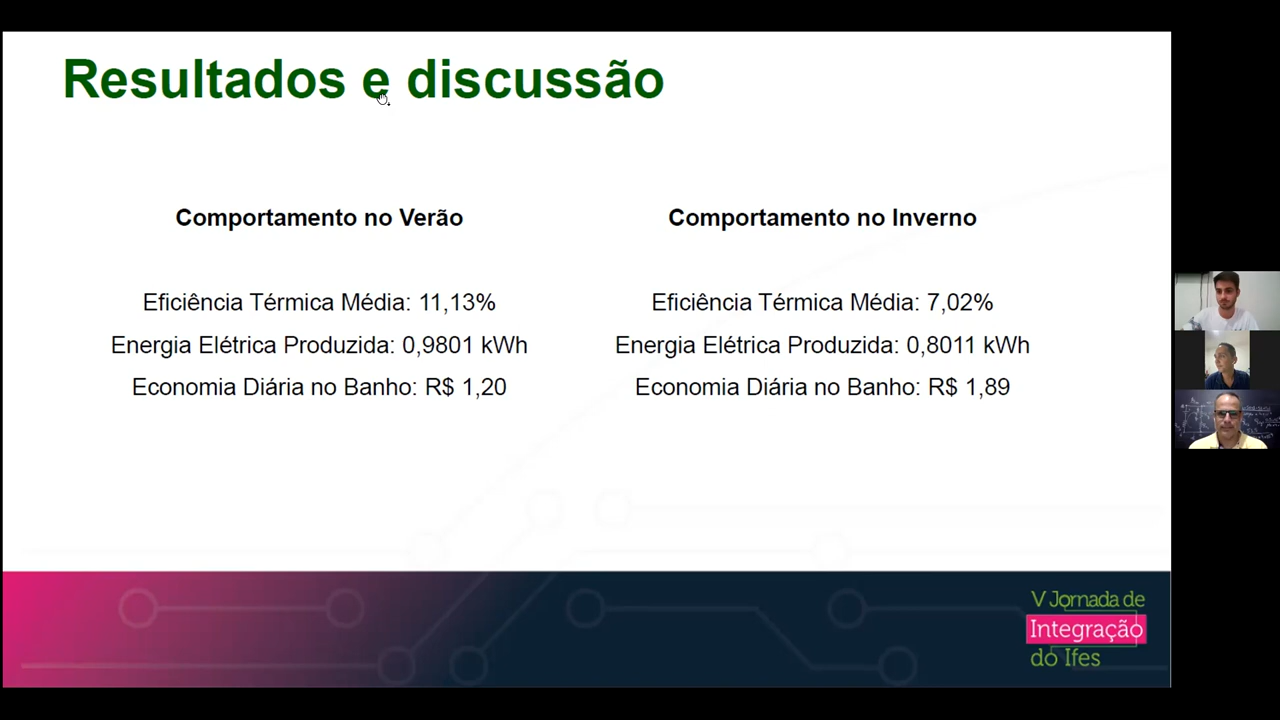 Resultados e discussão
Comportamento no Verão
Eficiência Térmica Média: 11,13%
Energia Elétrica Produzida: 0,9801 kWh
Economia Diária no Banho: R$ 1,20
Comportamento no Inverno
Eficiência Térmica Média: 7,02%
Energia Elétrica Produzida: 0,8011 kWh
Economia Diária no Banho: R$ 1,89
V Jornada de
Integração
do Ifes